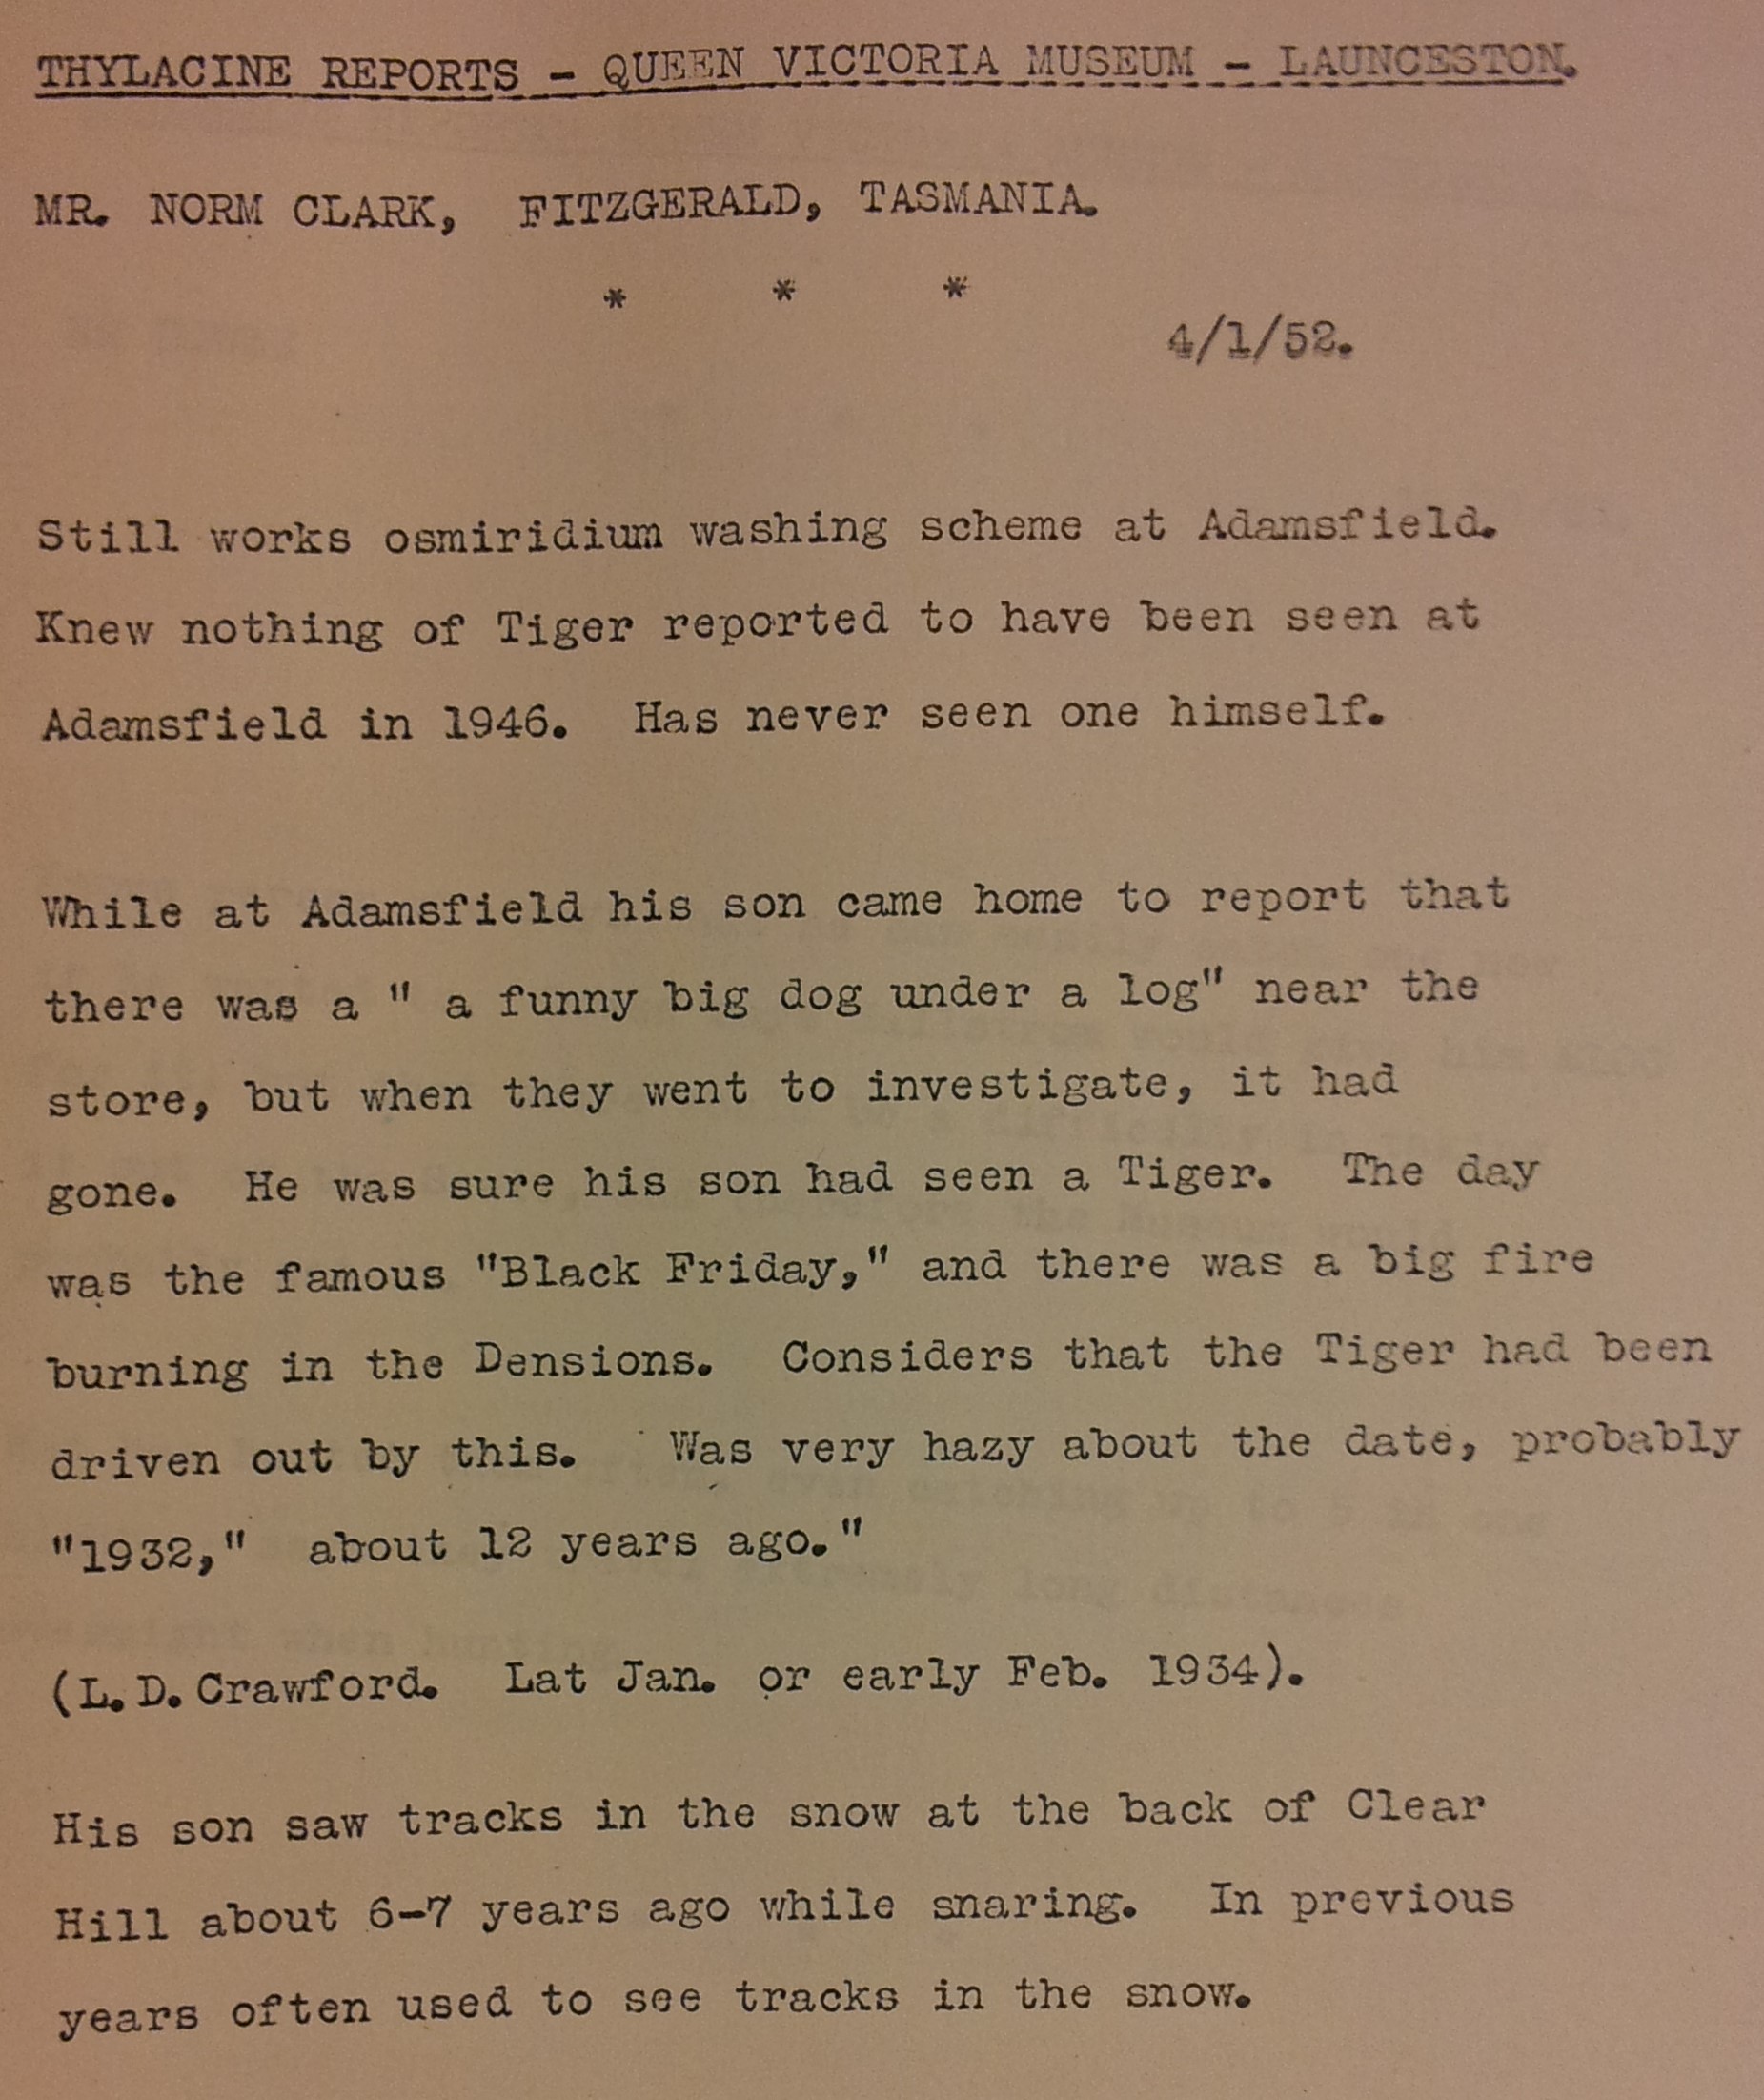 THYLACINE REPORTS - QUEEN VICTORIA MUSEUM - LAUNCESTON.
MR. NORM CLARK, FITZGERALD, TASMANIA.
* * *
4/1/52.
Still works osmiridium washing scheme at Adamsfield.
Knew nothing of Tiger reported to have been seen at
Adamsfield in 1946. Has never seen one himself.
While at Adamsfield his son came home to report that
there was a " a funny big dog under a log" near the
store, but when they went to investigate, it had
gone. He was sure his son had seen a Tiger. The day
was the famous "Black Friday," and there was a big fire
burning in the Densions. Considers that the Tiger had been
driven out by this. Was very hazy about the date, probably
"1932," about 12 years ago."
(L.D.Crawford. Lat Jan. or early Feb. 1934).
His son saw tracks in the snow at the back of Clear
Hill about 6-7 years ago while snaring. In previous
years often used to see tracks in the snow.